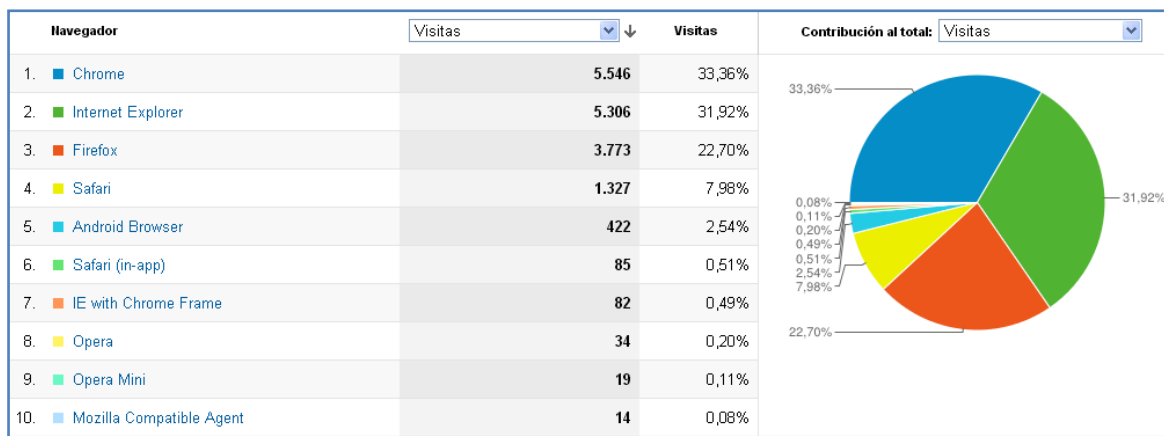 Navegador Visitas Visitas Contribución al total: Visitas
1. Chrome 5.546 33,36%
2. Internet Explorer 5.306 31,92%
3. Firefox 3.773 22,70%
4. Safari 1.327 7,98%
5. Android Browser 422 2,54%
6. Safari (in-app) 85 0,51%
7. IE with Chrome Frame 82 0,49%
8. Opera 34 0,20%
9. Opera Mini 19 0,11%
10. Mozilla Compatible Agent 14 0,08%
33,36%
31,92%
0,08%
0,11%
0,20%
0,49%
0,51%
2,54%
7,98%
22,70%